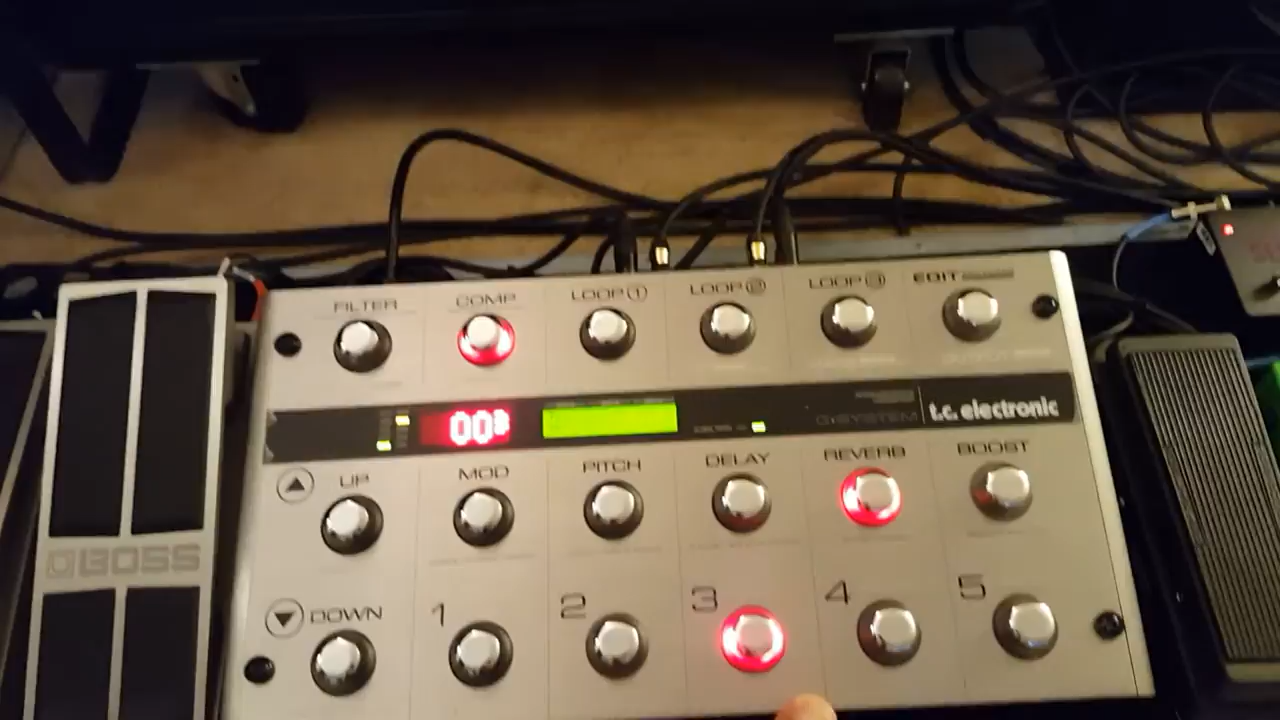 FILTER COMP LOOP 1 LOOP 2 LOOP 3 EDIT
G·SYSTEM t.c. electronic
UP MOD PITCH DELAY REVERB BOOST
DOWN 1 2 3 4 5
BOSS